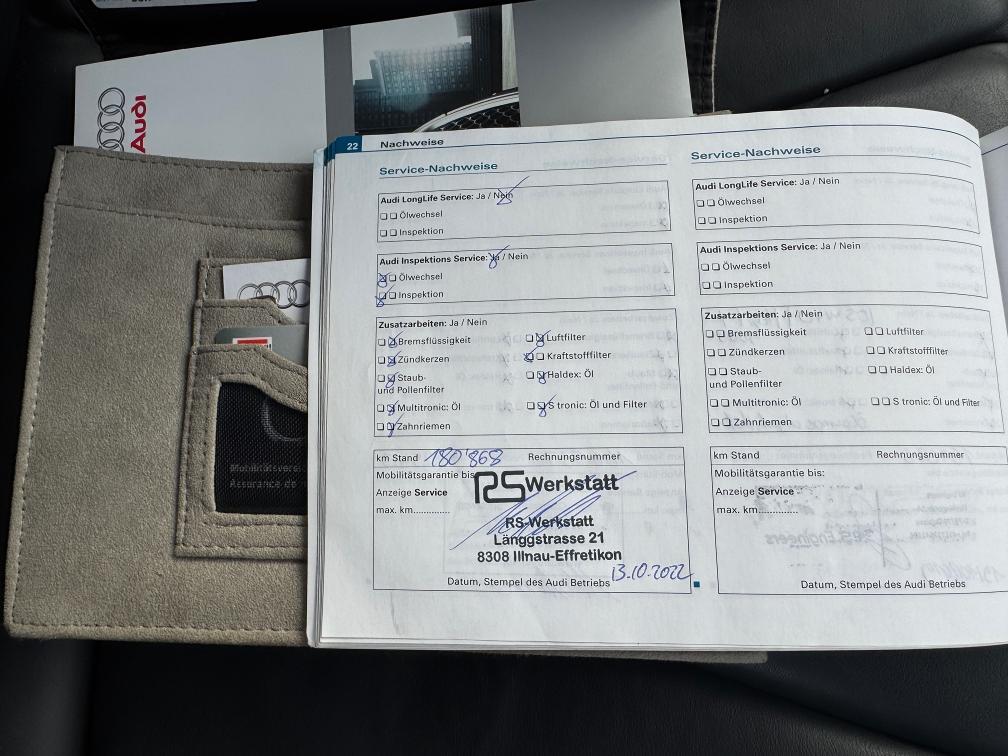 Audi
22 Nachweise
Service-Nachweise
Audi LongLife Service: Ja / Nein
Ölwechsel
Inspektion
Audi Inspektions Service: Ja / Nein
Ölwechsel
Inspektion
Zusatzarbeiten: Ja / Nein
Bremsflüssigkeit Luftfilter
Zündkerzen Kraftstofffilter
Staub- Haldex: Öl
und Pollenfilter
Multitronic: Öl S tronic: Öl und Filter
Zahnriemen
km Stand 180'868 Rechnungsnummer
Mobilitätsgarantie bis
Anzeige Service
max. km.............
RS Werkstatt
RS-Werkstatt
Länggstrasse 21
8308 Illnau-Effretikon
13.10.2022
Datum, Stempel des Audi Betriebs
Service-Nachweise
Audi LongLife Service: Ja / Nein
Ölwechsel
Inspektion
Audi Inspektions Service: Ja / Nein
Ölwechsel
Inspektion
Zusatzarbeiten: Ja / Nein
Bremsflüssigkeit Luftfilter
Zündkerzen Kraftstofffilter
Staub- Haldex: Öl
und Pollenfilter
Multitronic: Öl S tronic: Öl und Filter
Zahnriemen
km Stand Rechnungsnummer
Mobilitätsgarantie bis:
Anzeige Service
max. km.............
Datum, Stempel des Audi Betriebs
Assurance de